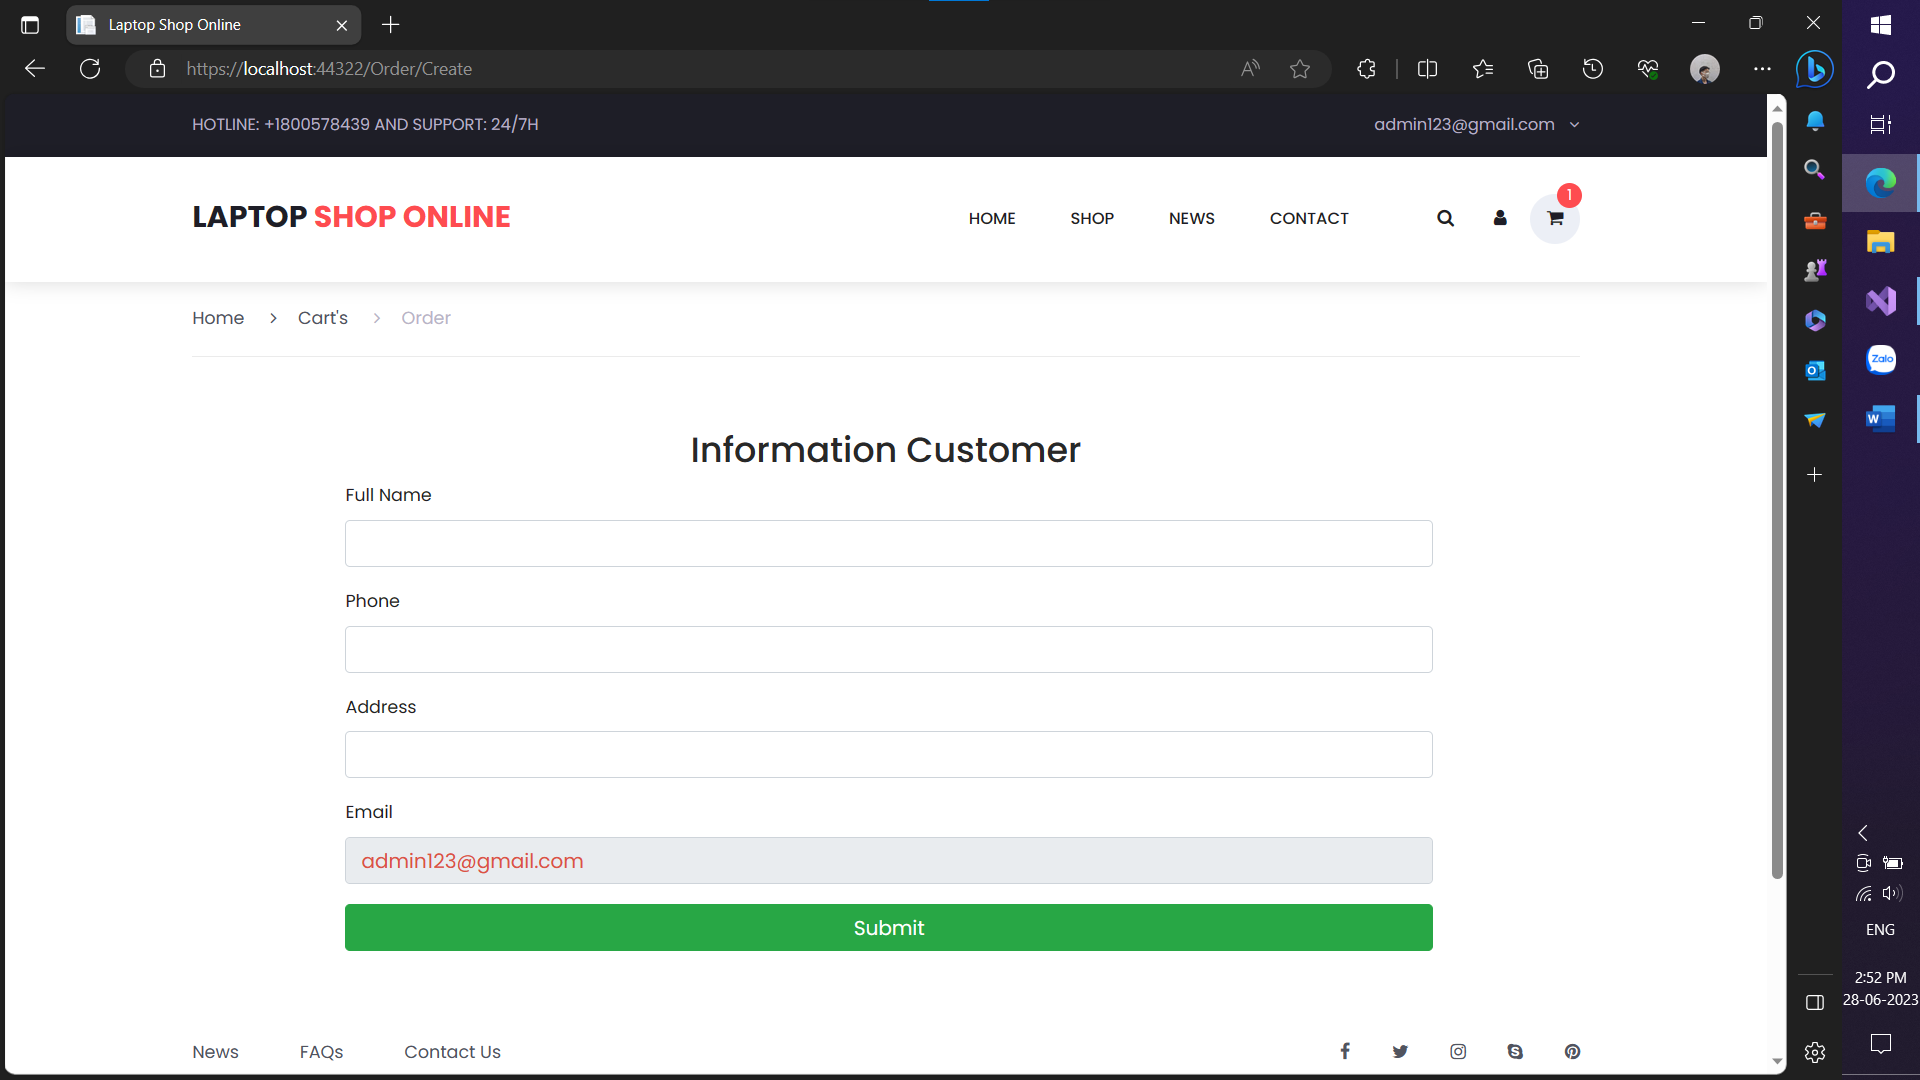 Laptop Shop Online
https://localhost:44322/Order/Create
HOTLINE: +1800578439 AND SUPPORT: 24/7H
admin123@gmail.com
LAPTOP SHOP ONLINE
HOME
SHOP
NEWS
CONTACT
1
Home > Cart's > Order
Information Customer
Full Name
Phone
Address
Email
admin123@gmail.com
Submit
News
FAQs
Contact Us
Zalo
W
ENG
2:52 PM
28-06-2023